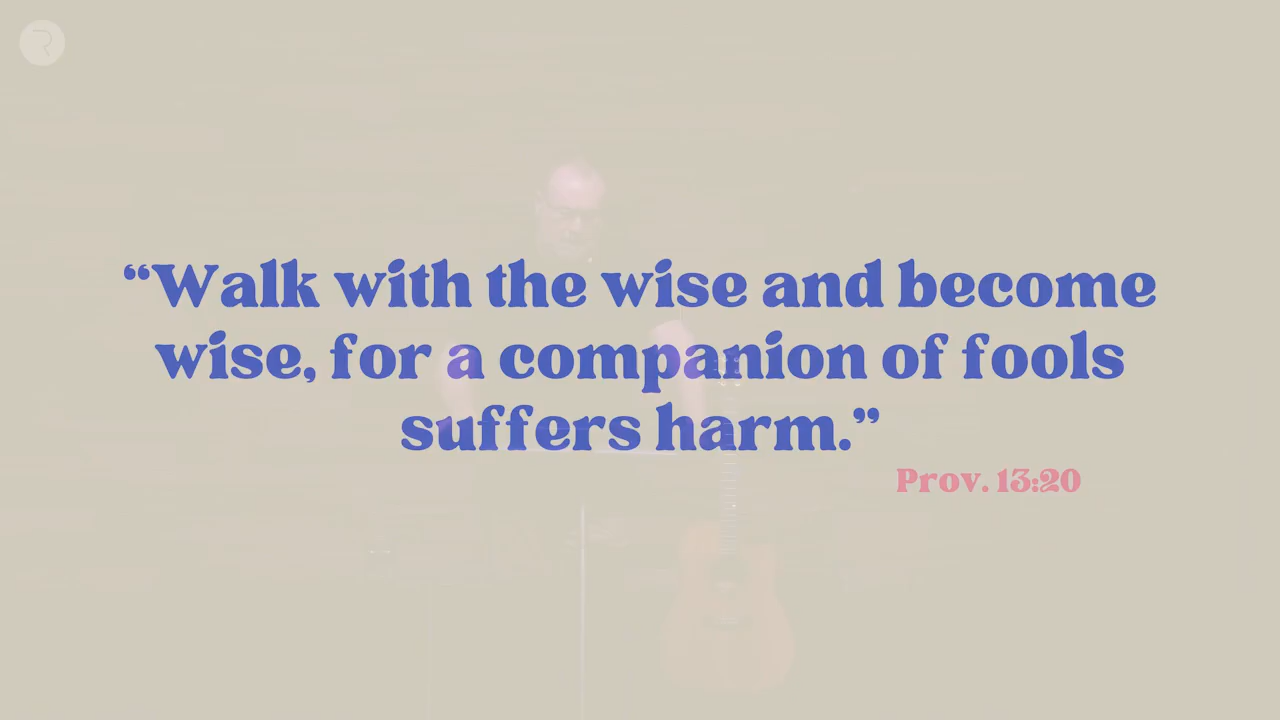 “Walk with the wise and become
wise, for a companion of fools
suffers harm.”
Prov. 13:20